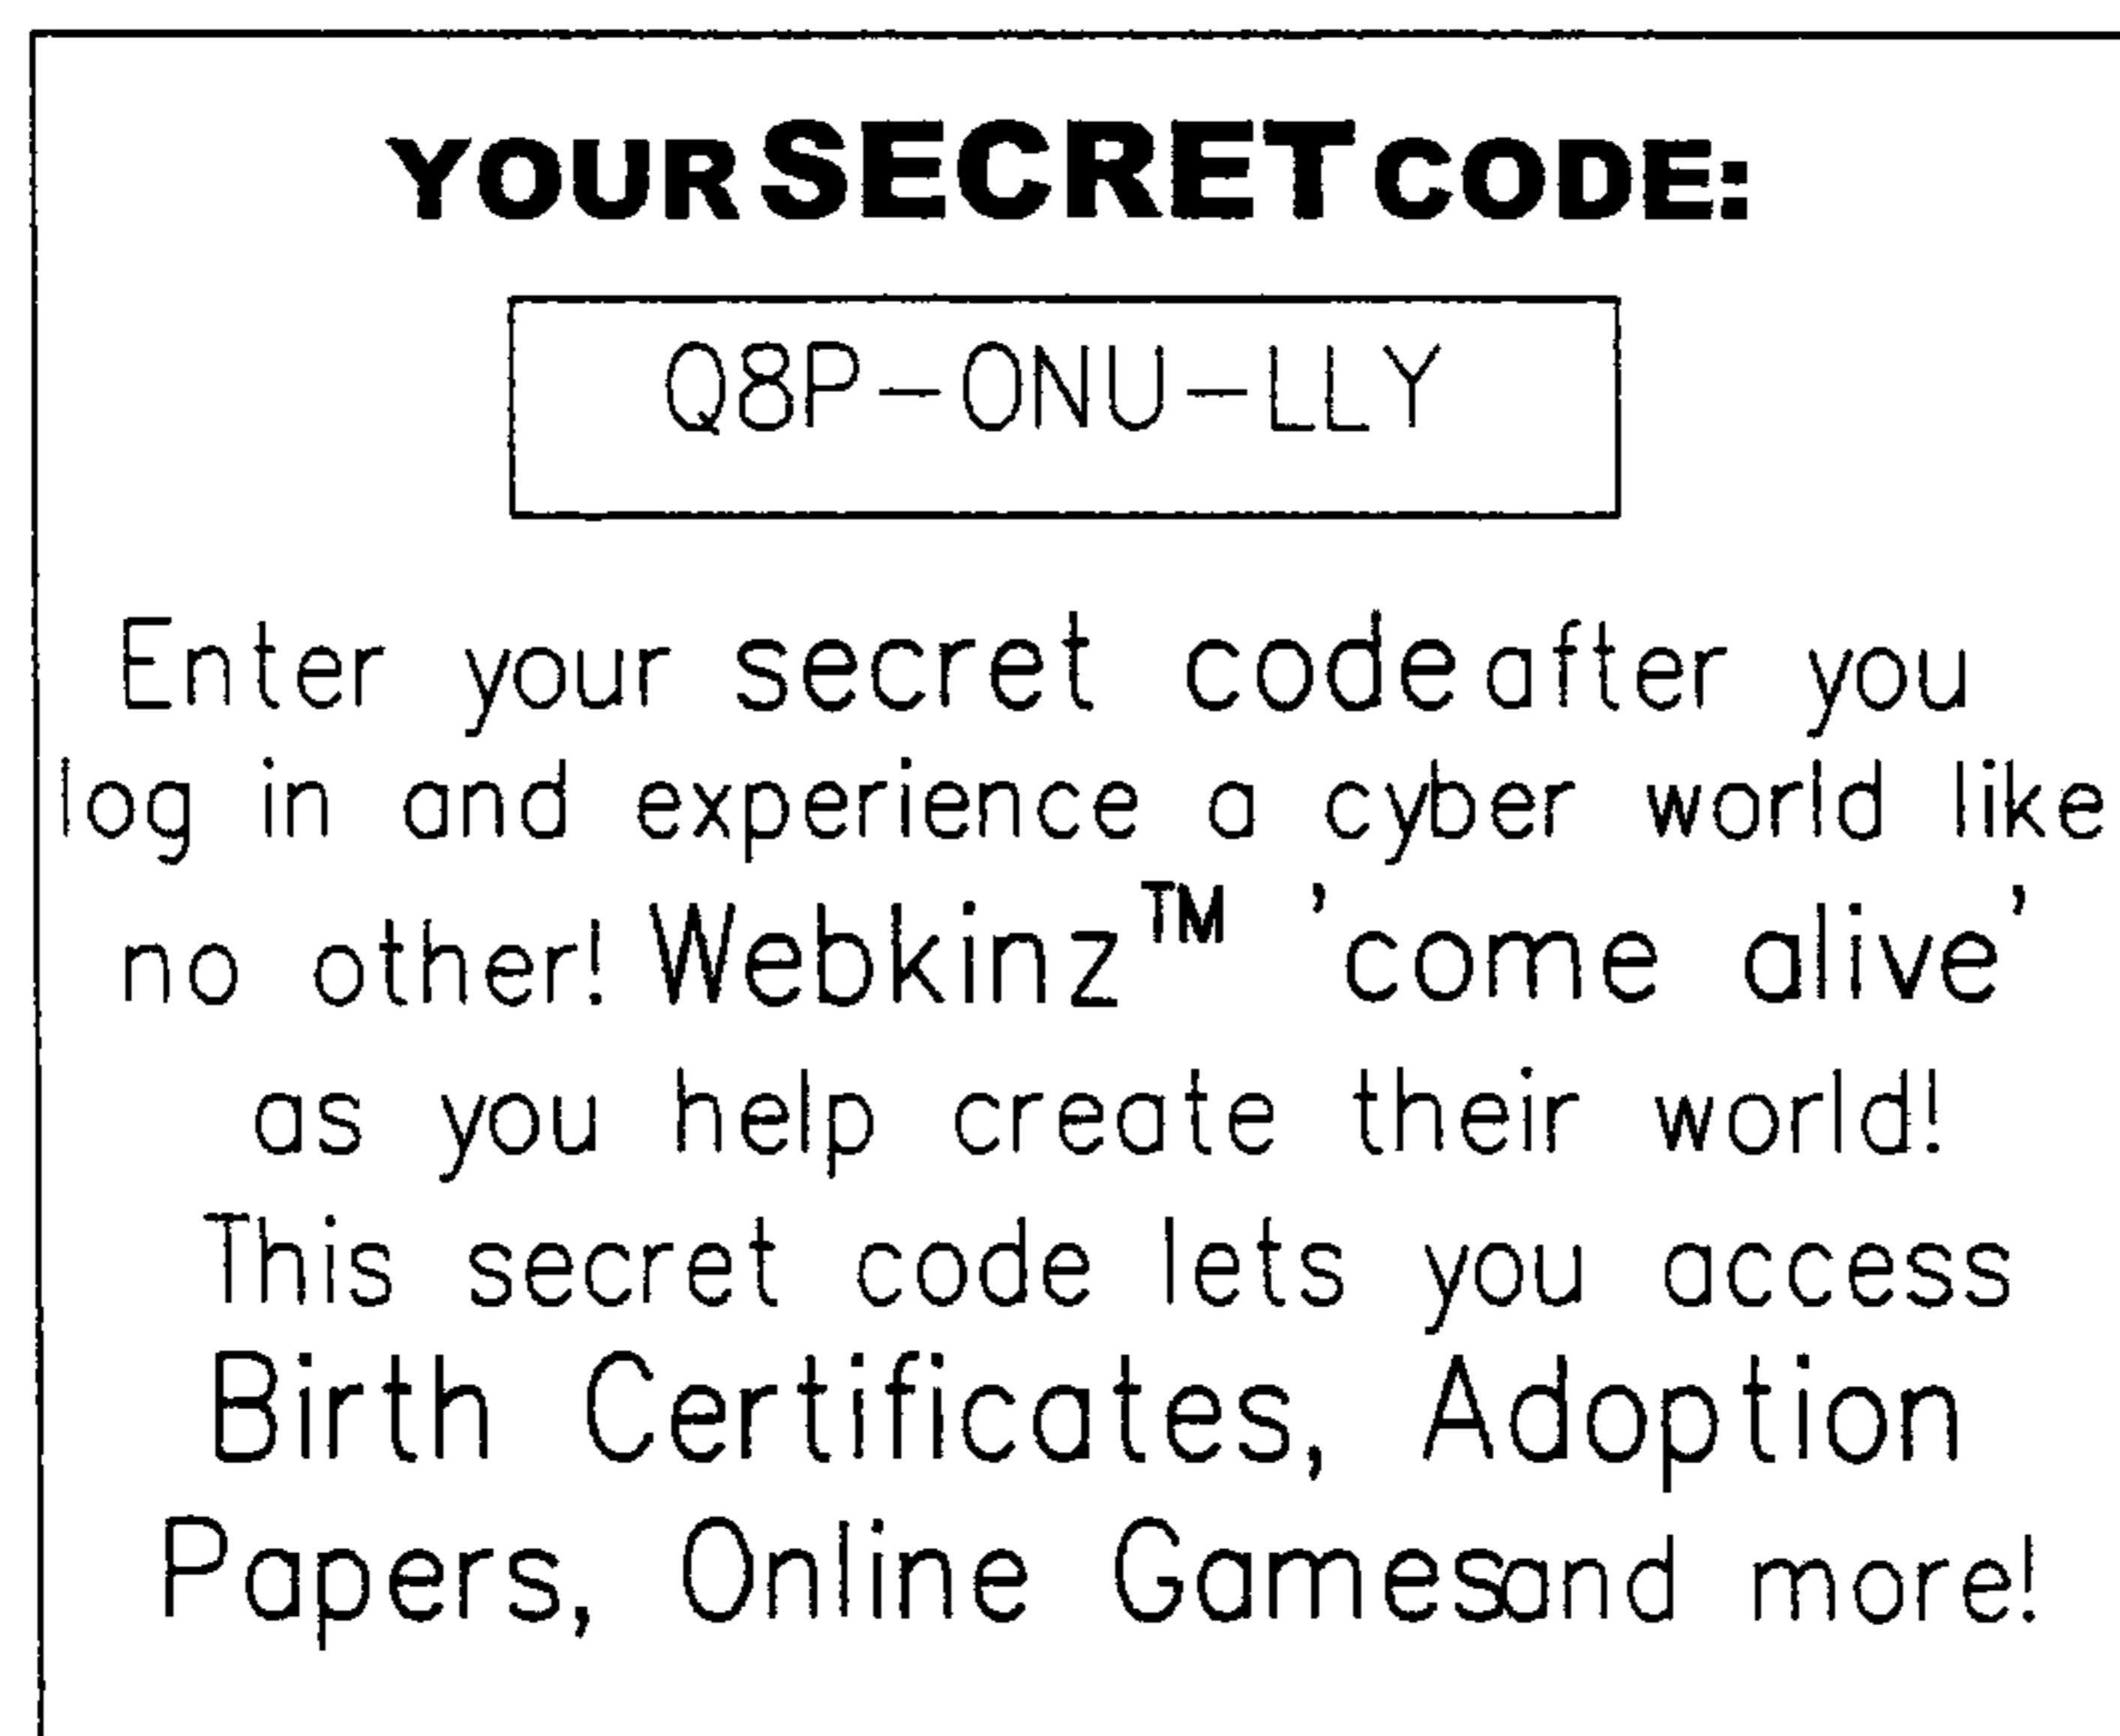 YOUR SECRET CODE:
Q8P-ONU-LLY
Enter your secret code after you
log in and experience a cyber world like
no other! Webkinz™ 'come alive'
as you help create their world!
This secret code lets you access
Birth Certificates, Adoption
Papers, Online Games and more!